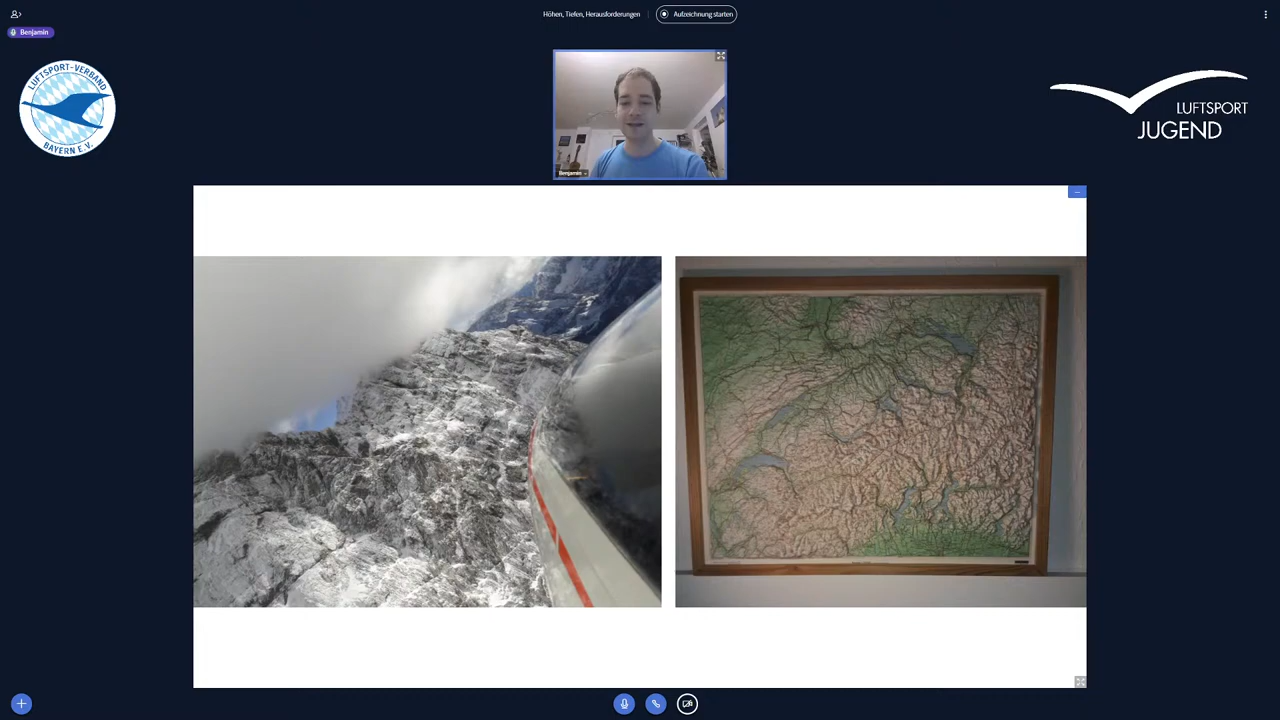 Höhen, Tiefen, Herausforderungen
Aufzeichnung starten
Benjamin
LUFTSPORT-VERBAND
BAYERN E.V.
LUFTSPORT
JUGEND
Benjamin